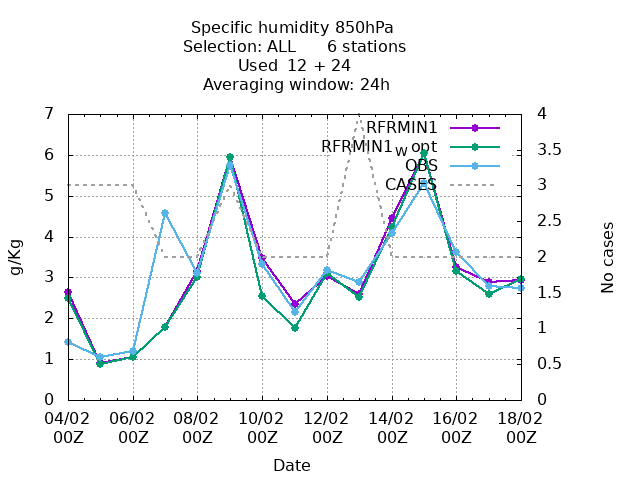 Specific humidity 850hPa
Selection: ALL 6 stations
Used 12 + 24
Averaging window: 24h
7
6
5
4
3
2
1
0
g/Kg
4
3.5
3
2.5
2
1.5
1
0.5
0
No cases
RFRMIN1
RFRMIN1w opt
OBS
CASES
04/02 06/02 08/02 10/02 12/02 14/02 16/02 18/02
00Z 00Z 00Z 00Z 00Z 00Z 00Z 00Z
Date